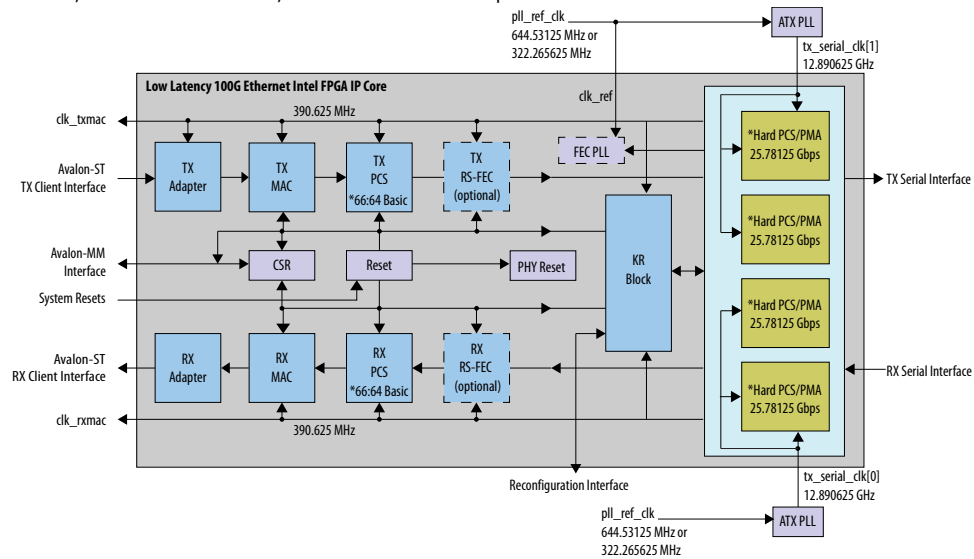 pll_ref_clk
644.53125 MHz or
322.265625 MHz
ATX PLL
tx_serial_clk[1]
12.890625 GHz
Low Latency 100G Ethernet Intel FPGA IP Core
clk_ref
clk_txmac
390.625 MHz
FEC PLL
*Hard PCS/PMA
25.78125 Gbps
Avalon-ST
TX Client Interface
TX
Adapter
TX
MAC
TX
PCS
*66:64 Basic
TX
RS-FEC
(optional)
TX Serial Interface
*Hard PCS/PMA
25.78125 Gbps
Avalon-MM
Interface
CSR
Reset
PHY Reset
KR
Block
System Resets
*Hard PCS/PMA
25.78125 Gbps
Avalon-ST
RX Client Interface
RX
Adapter
RX
MAC
RX
PCS
*66:64 Basic
RX
RS-FEC
(optional)
RX Serial Interface
*Hard PCS/PMA
25.78125 Gbps
clk_rxmac
390.625 MHz
Reconfiguration Interface
tx_serial_clk[0]
12.890625 GHz
pll_ref_clk
644.53125 MHz or
322.265625 MHz
ATX PLL